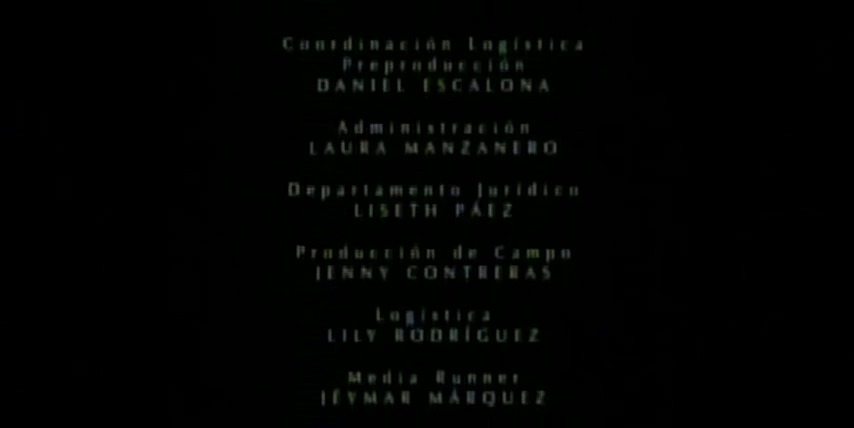 Coordinación Logística
Preproducción
DANIEL ESCALONA
Administración
LAURA MANZANERO
Departamento Jurídico
LISETH PÁEZ
Producción de Campo
JENNY CONTRERAS
Logística
LILY RODRÍGUEZ
Media Runner
JÉYMAR MÁRQUEZ